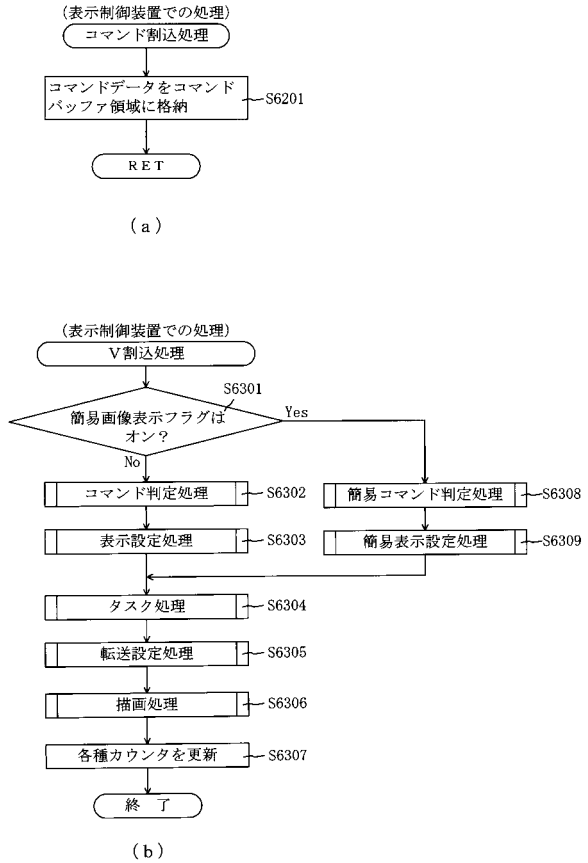 (表示制御装置での処理)
コマンド割込処理
コマンドデータをコマンド
バッファ領域に格納
S6201
RET
(a)
(表示制御装置での処理)
V割込処理
S6301
簡易画像表示フラグは
オン?
Yes
No
コマンド判定処理
S6302
簡易コマンド判定処理
S6308
表示設定処理
S6303
簡易表示設定処理
S6309
タスク処理
S6304
転送設定処理
S6305
描画処理
S6306
各種カウンタを更新
S6307
終 了
(b)